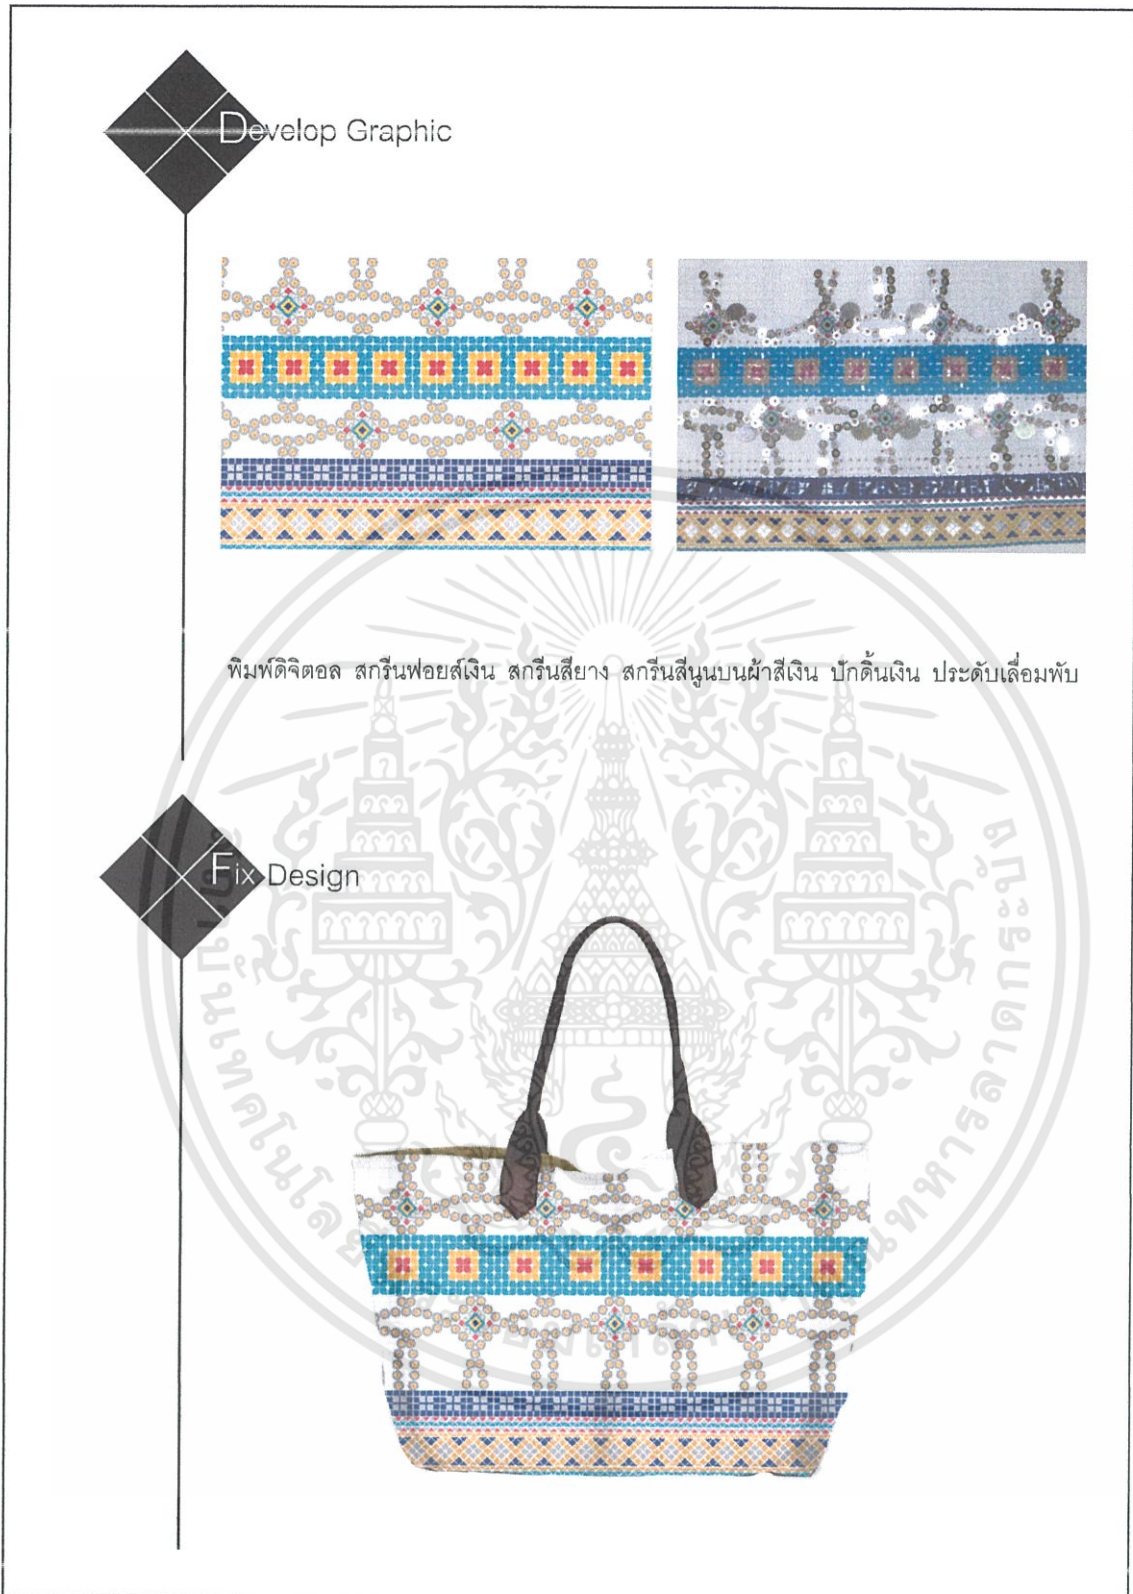 Develop Graphic
พิมพ์ดิจิตอล สกรีนฟอยส์เงิน สกรีนสียาง สกรีนสีนูนบนผ้าสีเงิน ปักดิ้นเงิน ประดับเลื่อมพับ
Fix Design